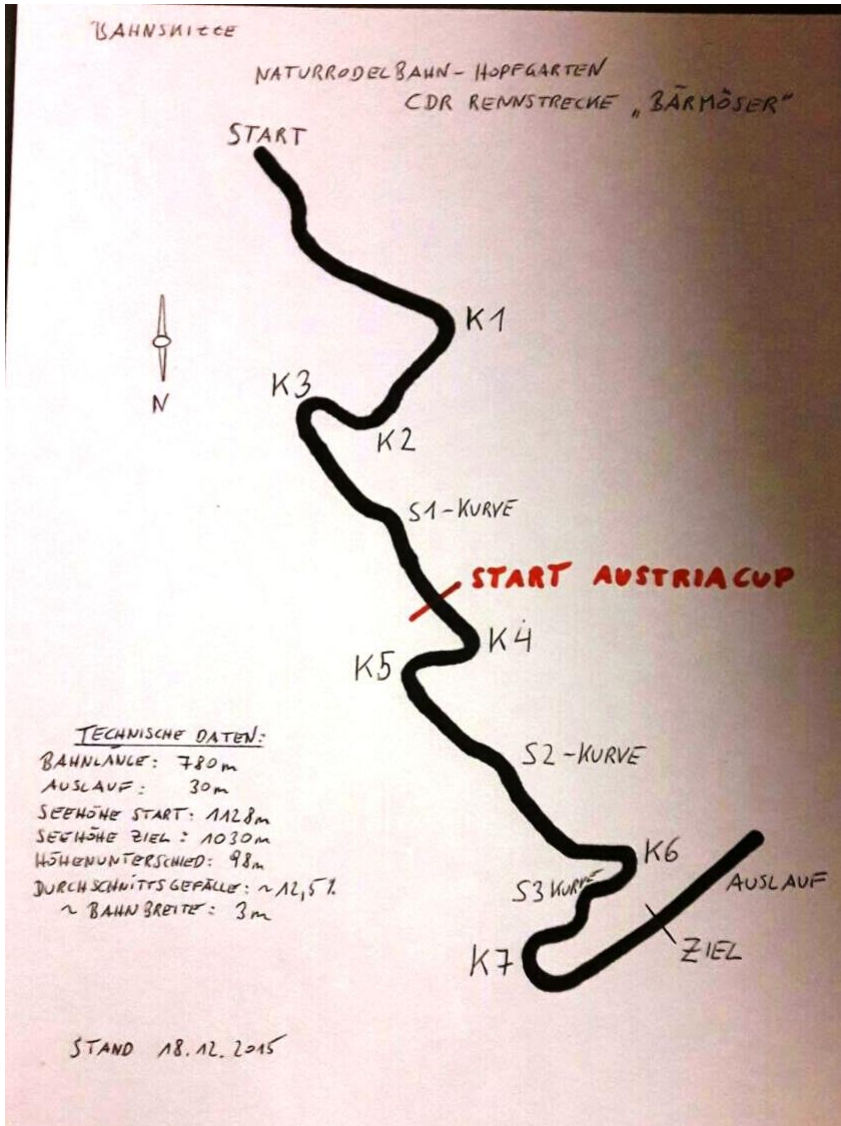 BAHNSKIZZE
NATURRODELBAHN - HOPFGARTEN
CDR RENNSTRECKE „BÄRMÖSER"
START
K1
N
K3
K2
S1-KURVE
START AUSTRIACUP
K4
K5
S2-KURVE
TECHNISCHE DATEN:
BAHNLÄNGE: 780m
AUSLAUF: 30m
SEEHÖHE START: 1128m
SEEHÖHE ZIEL: 1030m
HÖHENUNTERSCHIED: 98m
DURCHSCHNITTSGEFÄLLE: ~12,5%
~ BAHNBREITE: 3m
K6
S3 KURVE
AUSLAUF
ZIEL
K7
STAND 18.12.2015